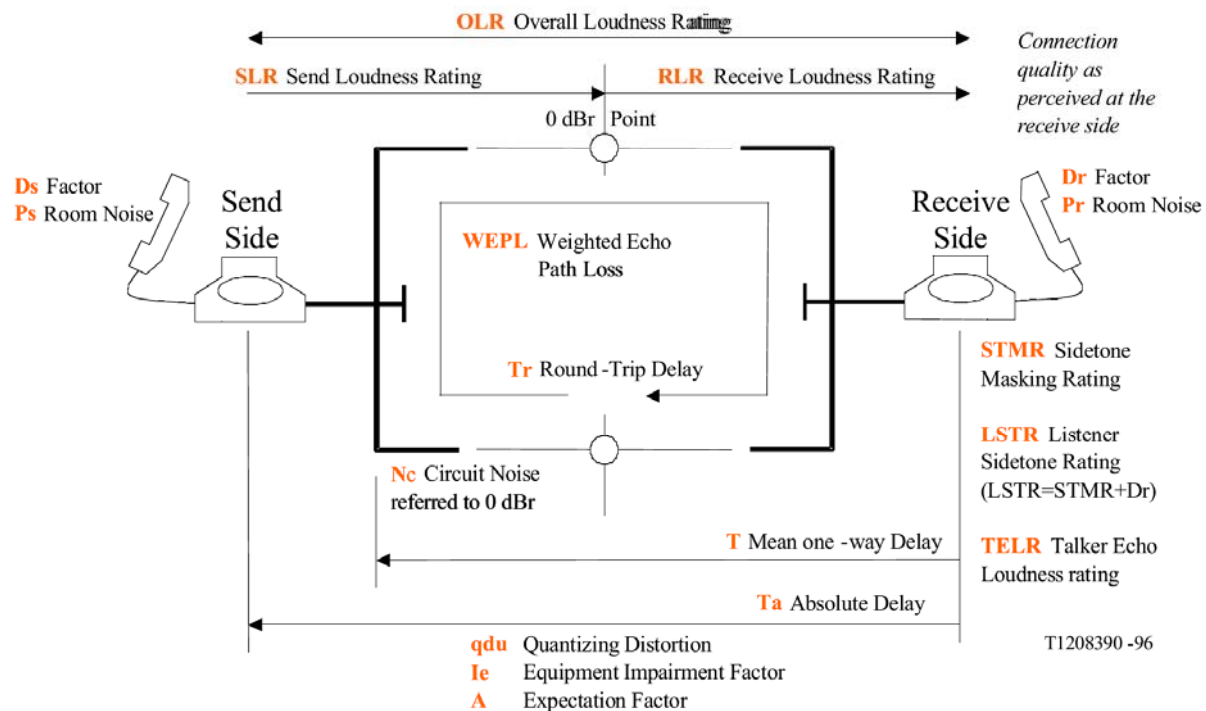 OLR Overall Loudness Rating
SLR Send Loudness Rating
RLR Receive Loudness Rating
Connection
quality as
perceived at the
receive side
0 dBr Point
Ds Factor
Ps Room Noise
Send
Side
Receive
Side
Dr Factor
Pr Room Noise
WEPL Weighted Echo
Path Loss
Tr Round -Trip Delay
STMR Sidetone
Masking Rating
LSTR Listener
Sidetone Rating
(LSTR=STMR+Dr)
Nc Circuit Noise
referred to 0 dBr
T Mean one -way Delay
TELR Talker Echo
Loudness rating
Ta Absolute Delay
qdu Quantizing Distortion
Ie Equipment Impairment Factor
A Expectation Factor
T1208390 -96